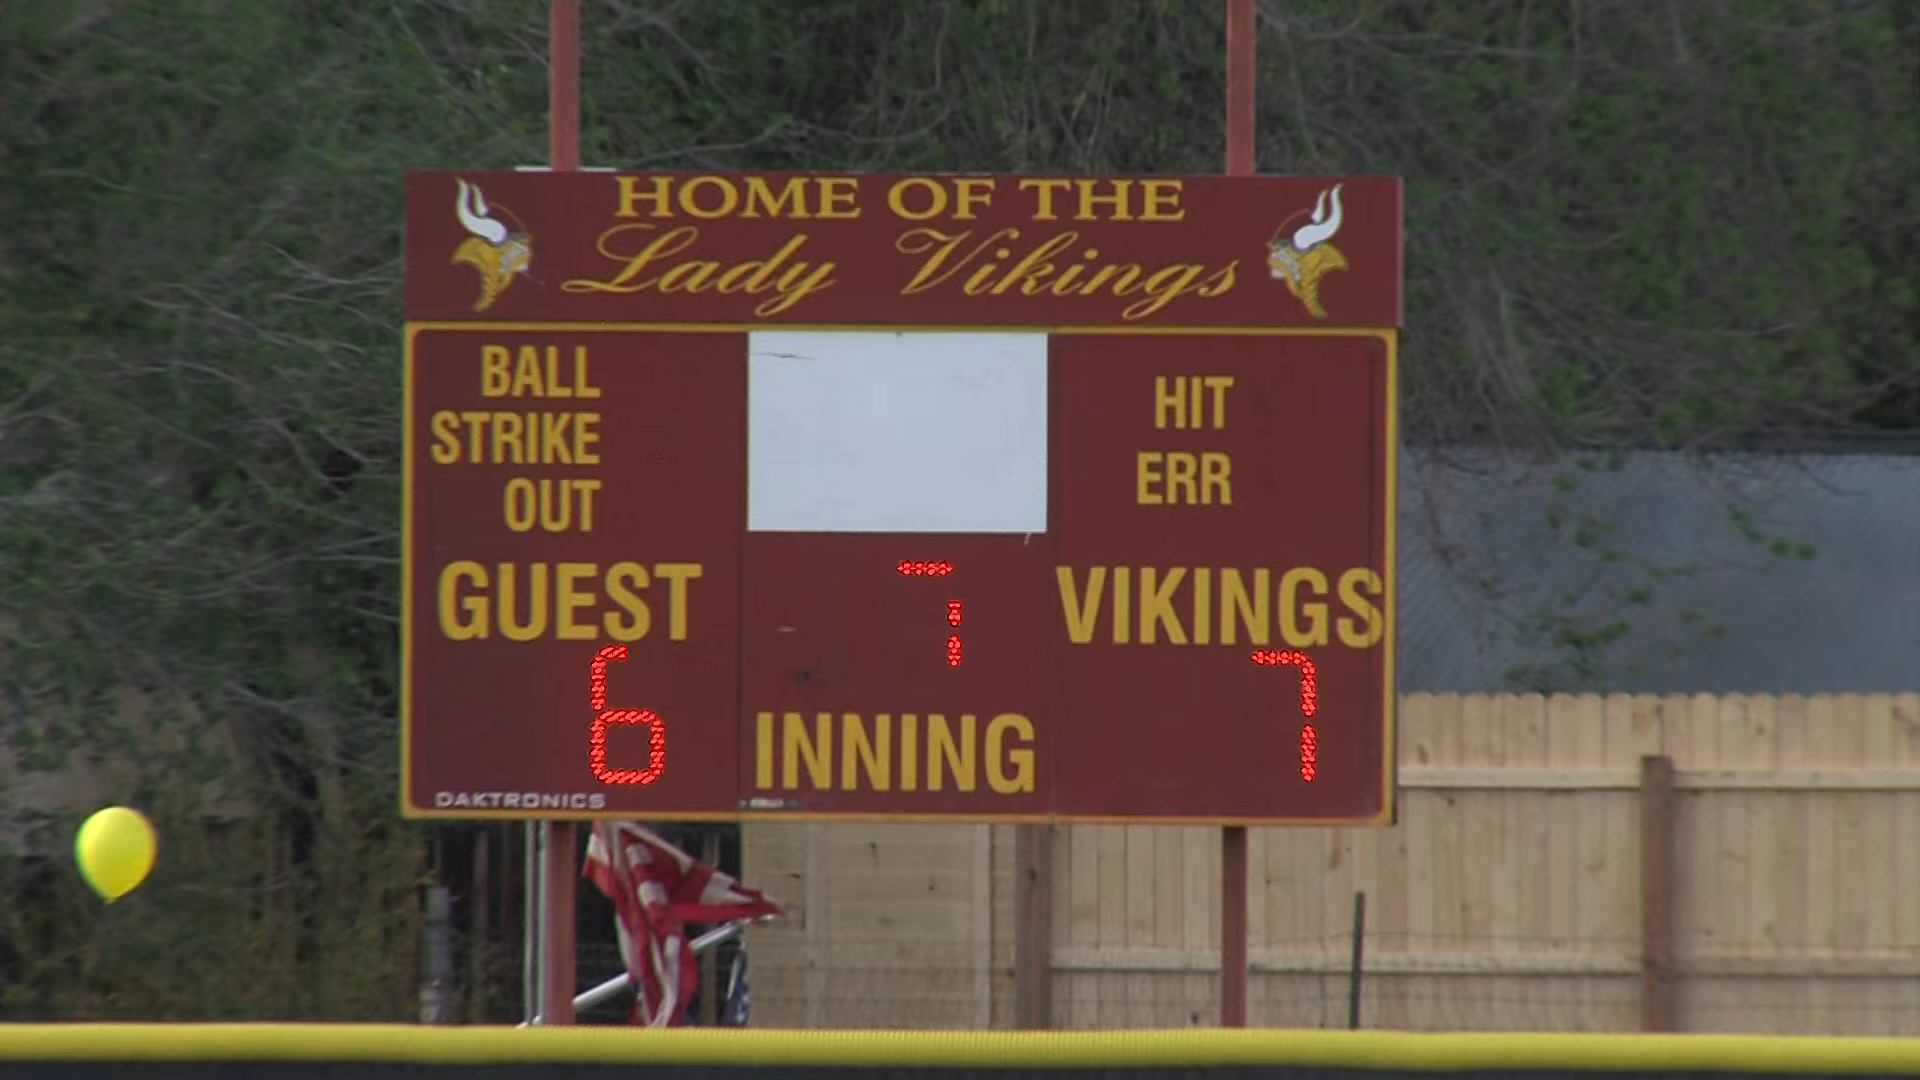 HOME OF THE
Lady Vikings
BALL
STRIKE
OUT
HIT
ERR
GUEST
7
VIKINGS
6
INNING
7
DAKTRONICS